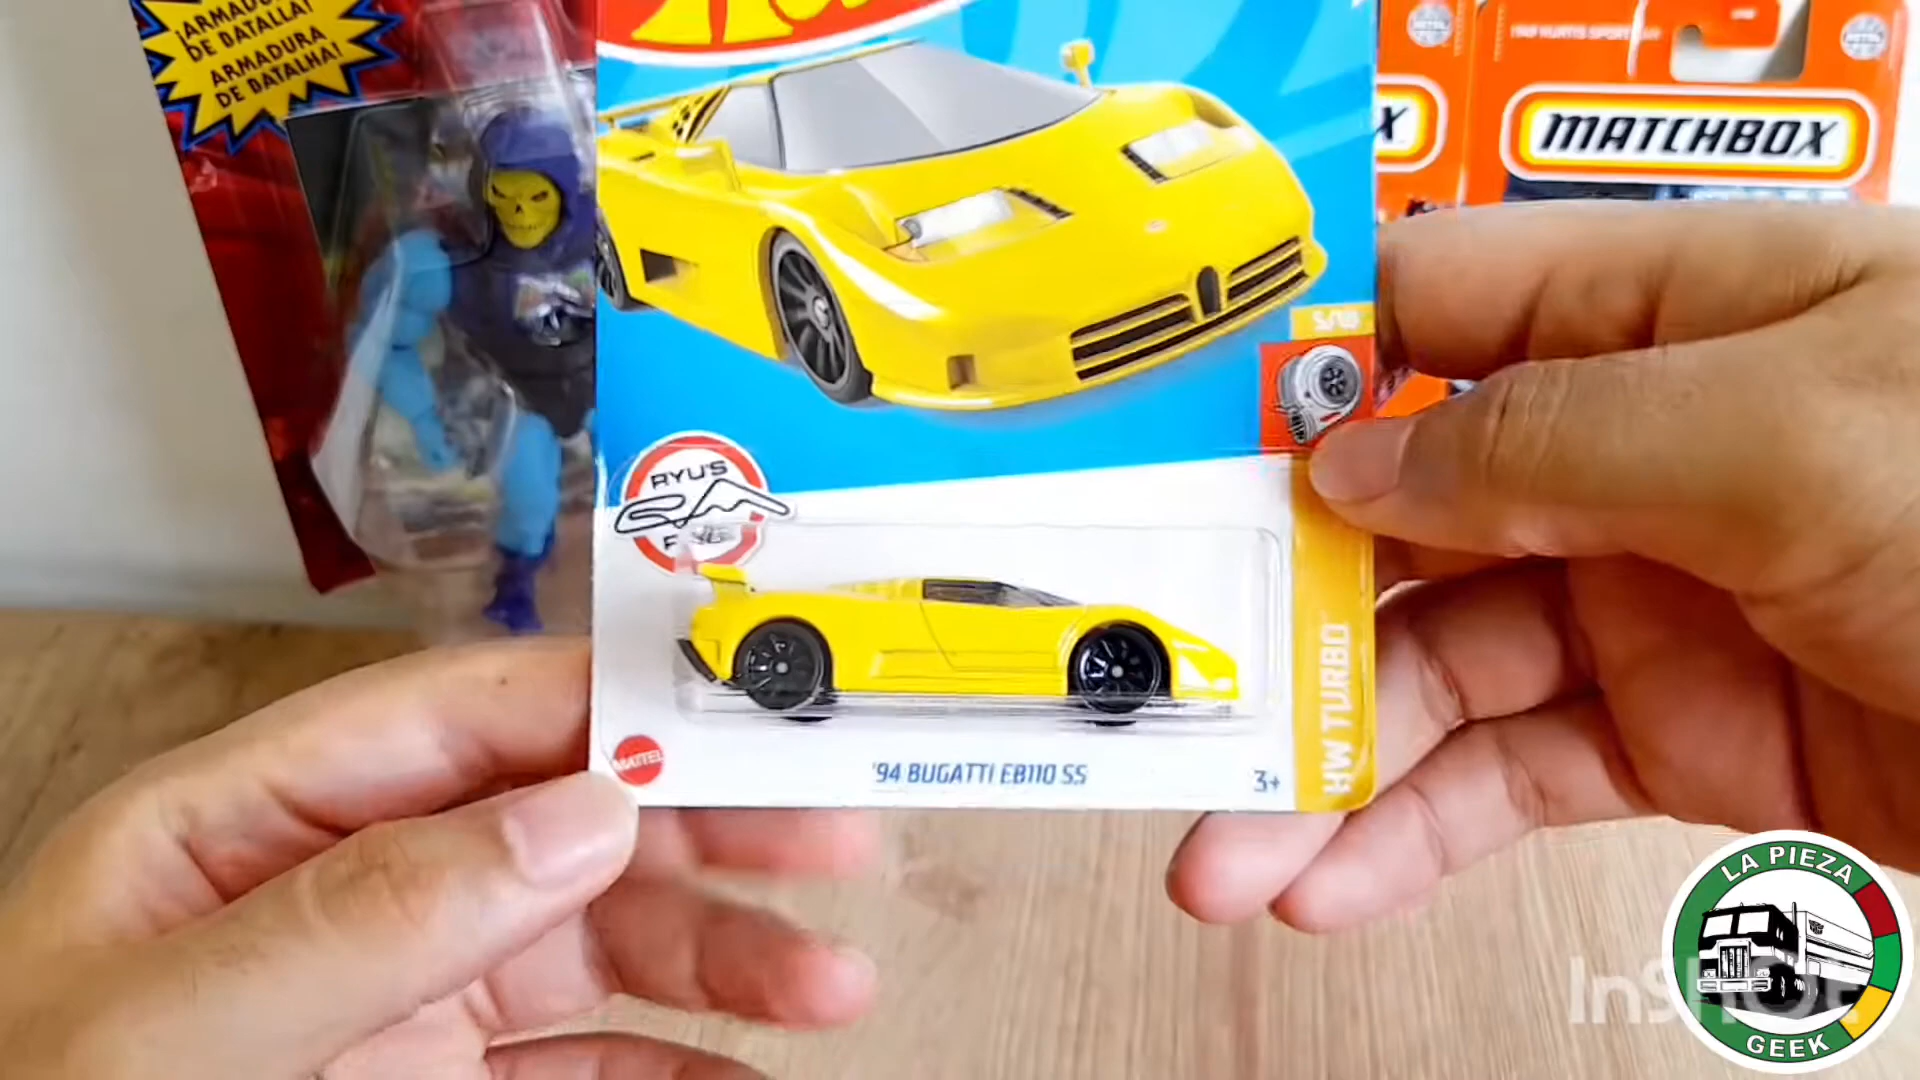 ¡ARMADURA
DE BATALLA!
ARMADURA
DE BATALHA!
MATCHBOX
X
5/10
RYU'S
MATTEL
'94 BUGATTI EB110 SS
3+
HW TURBO
InShOt
LA PIEZA
GEEK